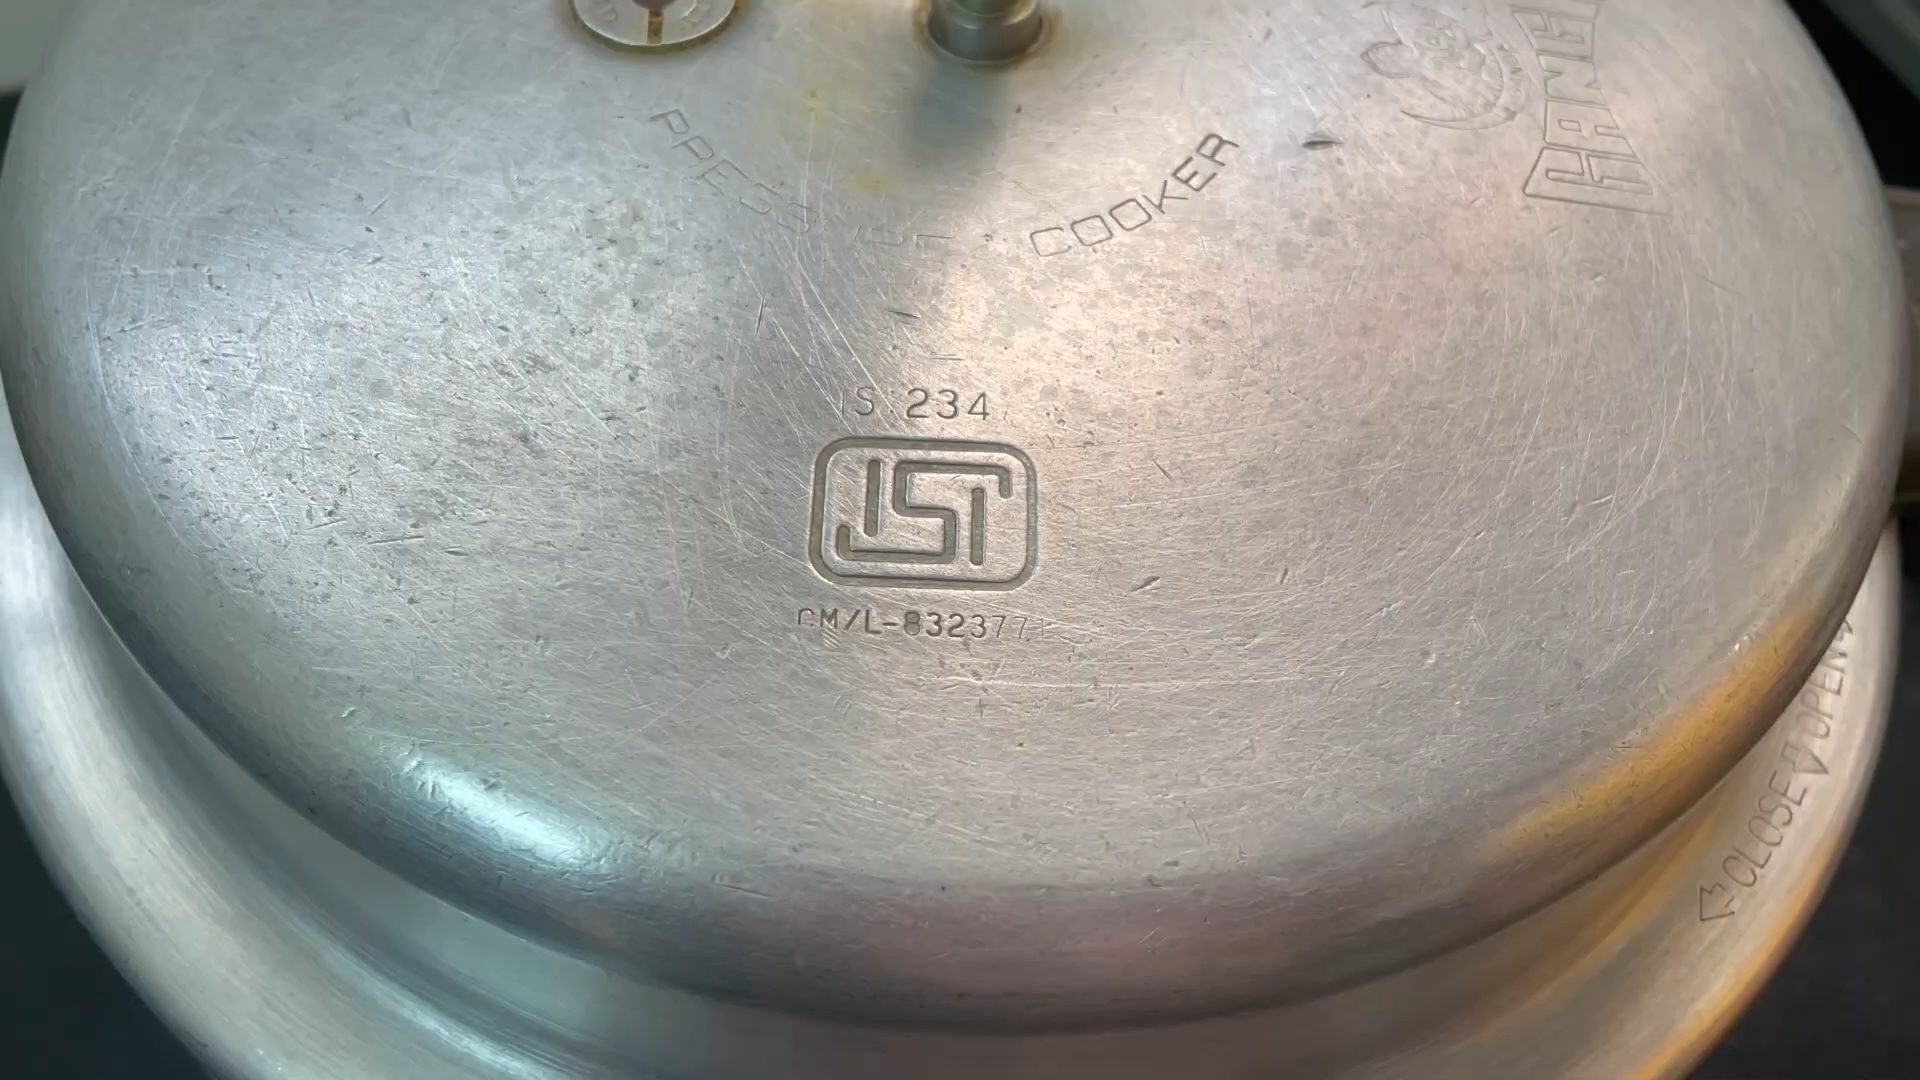 PRESSURE COOKER
IS : 234
ISI
CM/L-8323771
CLOSE OPEN